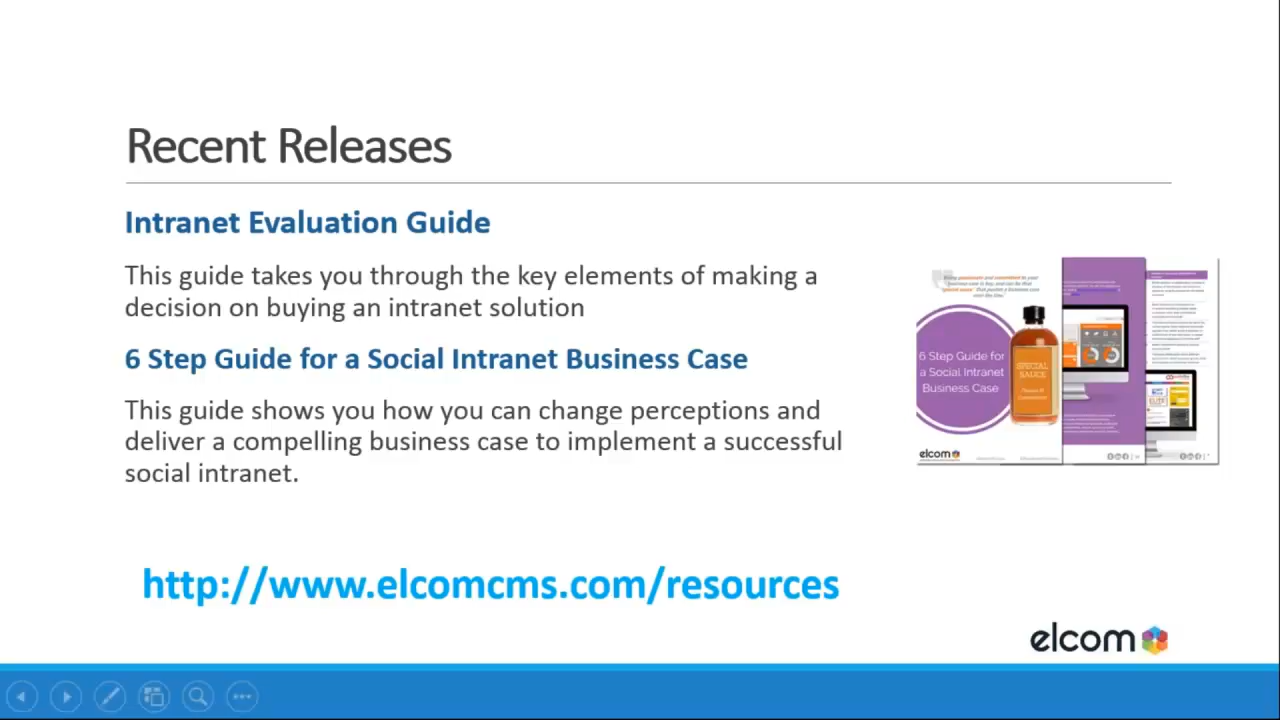 Recent Releases
Intranet Evaluation Guide
This guide takes you through the key elements of making a
decision on buying an intranet solution
6 Step Guide for a Social Intranet Business Case
This guide shows you how you can change perceptions and
deliver a compelling business case to implement a successful
social intranet.
6 Step Guide for
a Social Intranet
Business Case
SPECIAL
SAUCE
elcom
http://www.elcomcms.com/resources
elcom